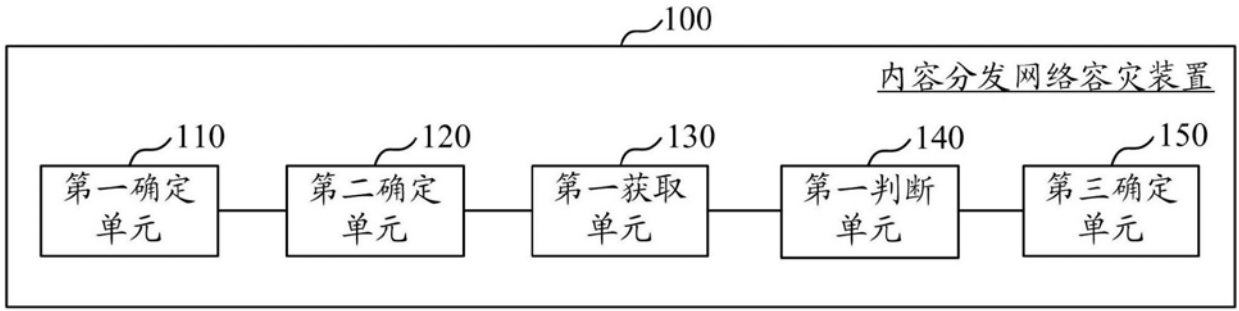 100
内容分发网络容灾装置
110
120
130
140
150
第一确定
单元
第二确定
单元
第一获取
单元
第一判断
单元
第三确定
单元